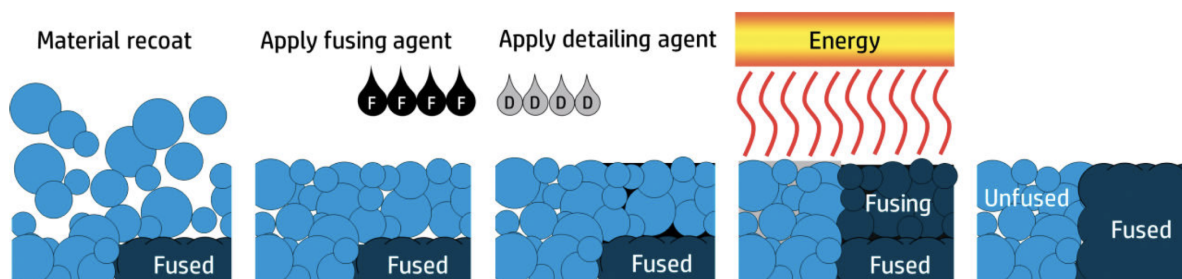 Material recoat
Apply fusing agent
Apply detailing agent
Energy
F F F F
D D D D
Fused
Fused
Fused
Fusing
Fused
Unfused
Fused